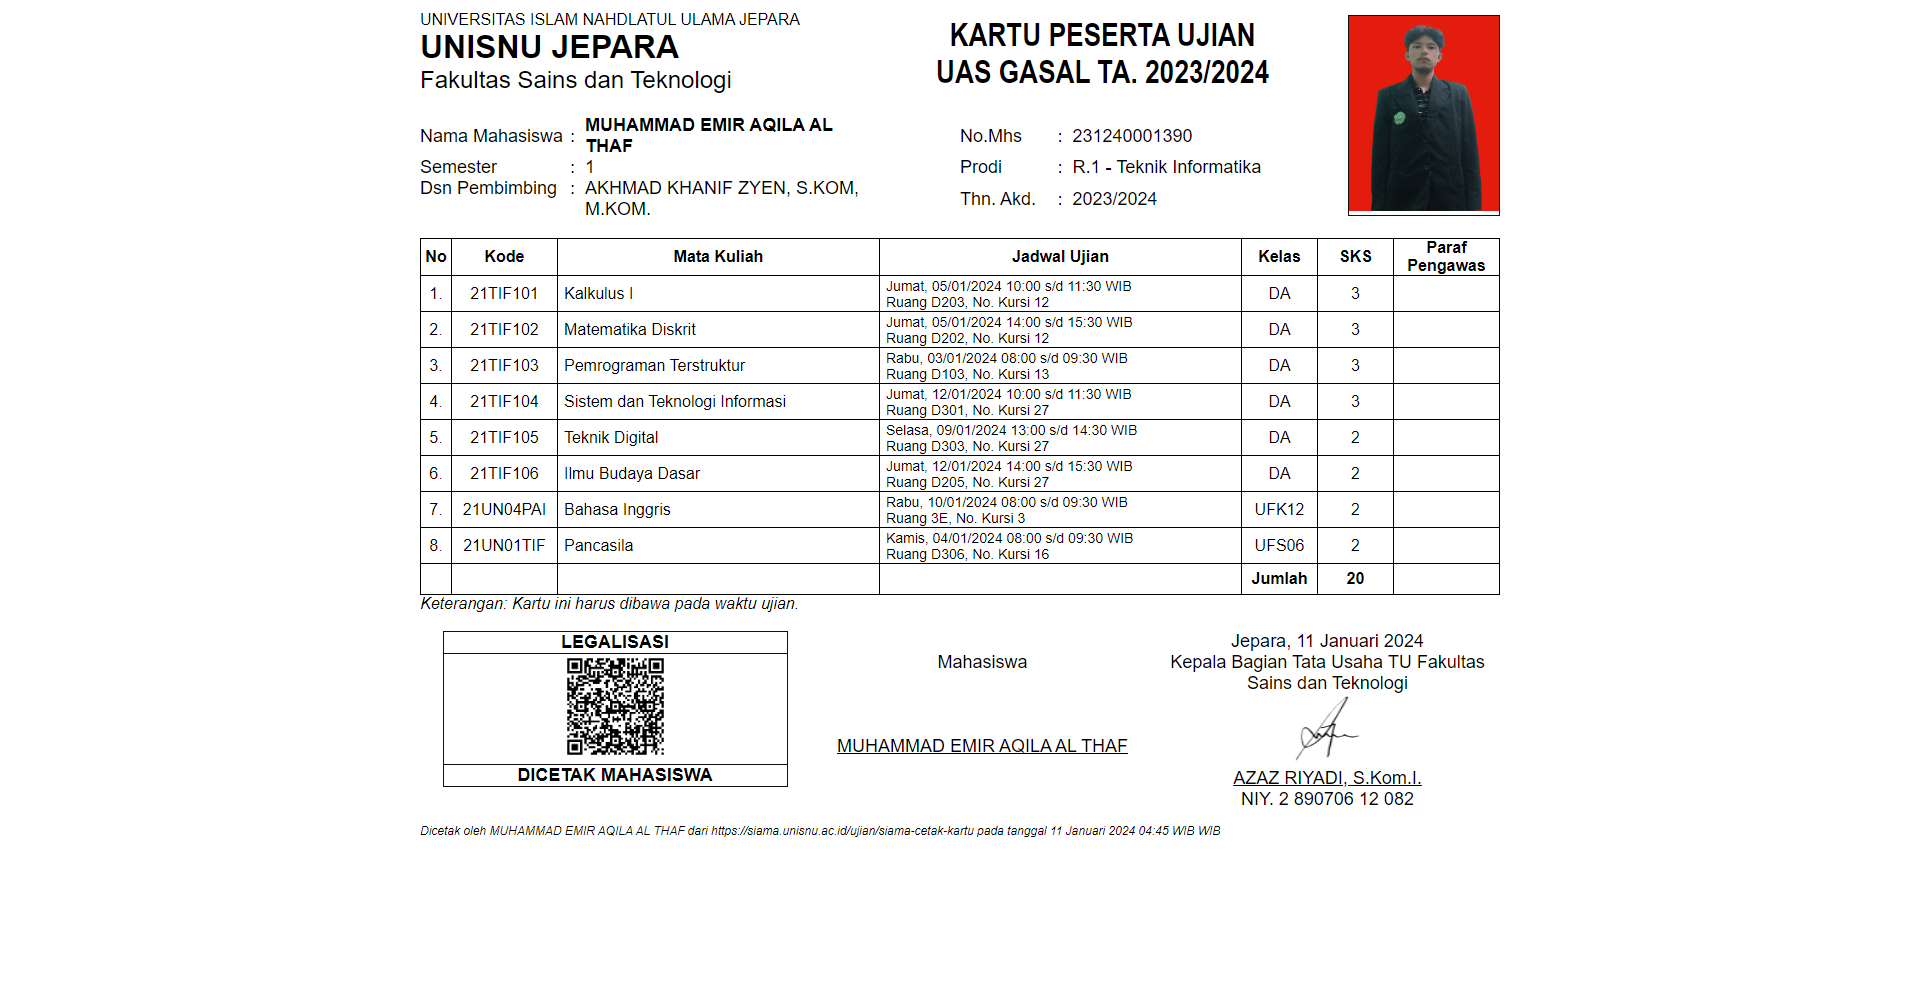 UNIVERSITAS ISLAM NAHDLATUL ULAMA JEPARA
UNISNU JEPARA
Fakultas Sains dan Teknologi
KARTU PESERTA UJIAN
UAS GASAL TA. 2023/2024
Nama Mahasiswa : MUHAMMAD EMIR AQILA AL
THAF
Semester : 1
Dsn Pembimbing : AKHMAD KHANIF ZYEN, S.KOM,
M.KOM.
No.Mhs : 231240001390
Prodi : R.1 - Teknik Informatika
Thn. Akd. : 2023/2024
No Kode Mata Kuliah Jadwal Ujian Kelas SKS Paraf
Pengawas
1. 21TIF101 Kalkulus I Jumat, 05/01/2024 10:00 s/d 11:30 WIB
Ruang D203, No. Kursi 12 DA 3
2. 21TIF102 Matematika Diskrit Jumat, 05/01/2024 14:00 s/d 15:30 WIB
Ruang D202, No. Kursi 12 DA 3
3. 21TIF103 Pemrograman Terstruktur Rabu, 03/01/2024 08:00 s/d 09:30 WIB
Ruang D103, No. Kursi 13 DA 3
4. 21TIF104 Sistem dan Teknologi Informasi Jumat, 12/01/2024 10:00 s/d 11:30 WIB
Ruang D301, No. Kursi 27 DA 3
5. 21TIF105 Teknik Digital Selasa, 09/01/2024 13:00 s/d 14:30 WIB
Ruang D303, No. Kursi 27 DA 2
6. 21TIF106 Ilmu Budaya Dasar Jumat, 12/01/2024 14:00 s/d 15:30 WIB
Ruang D205, No. Kursi 27 DA 2
7. 21UN04PAI Bahasa Inggris Rabu, 10/01/2024 08:00 s/d 09:30 WIB
Ruang 3E, No. Kursi 3 UFK12 2
8. 21UN01TIF Pancasila Kamis, 04/01/2024 08:00 s/d 09:30 WIB
Ruang D306, No. Kursi 16 UFS06 2
Jumlah 20
Keterangan: Kartu ini harus dibawa pada waktu ujian.
LEGALISASI
DICETAK MAHASISWA
Mahasiswa
MUHAMMAD EMIR AQILA AL THAF
Jepara, 11 Januari 2024
Kepala Bagian Tata Usaha TU Fakultas
Sains dan Teknologi
AZAZ RIYADI, S.Kom.I.
NIY. 2 890706 12 082
Dicetak oleh MUHAMMAD EMIR AQILA AL THAF dari https://siama.unisnu.ac.id/ujian/siama-cetak-kartu pada tanggal 11 Januari 2024 04:45 WIB WIB